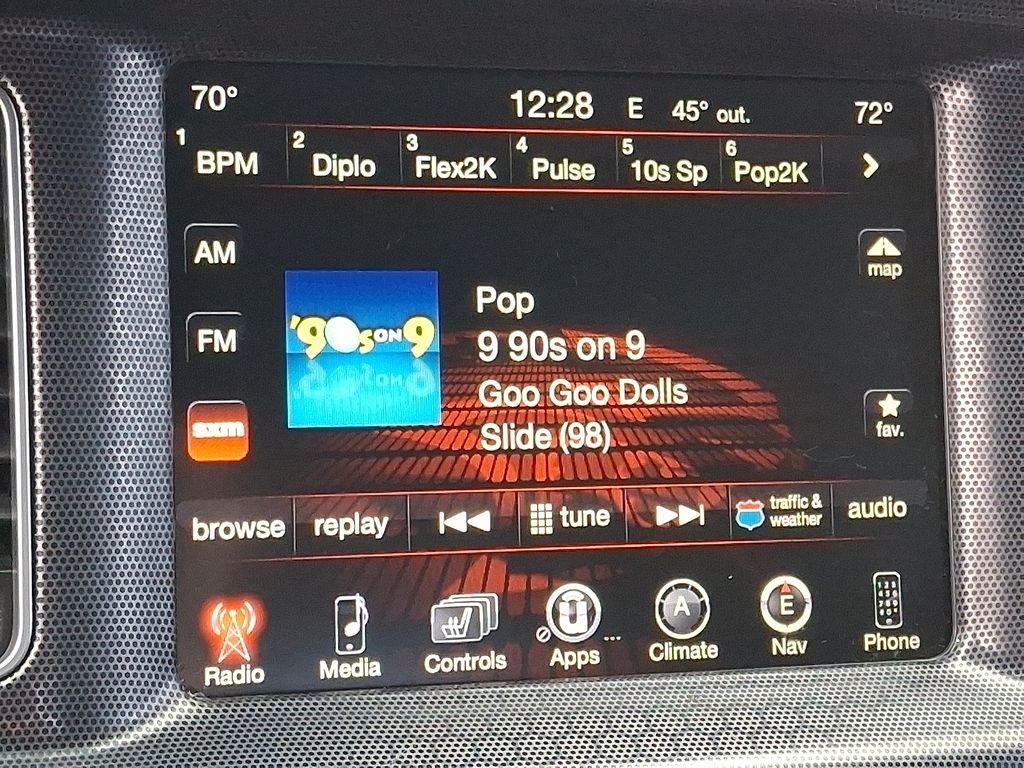 70° 12:28 E 45° out. 72°
1 BPM 2 Diplo 3 Flex2K 4 Pulse 5 10s Sp 6 Pop2K
AM
map
'90s ON 9
Pop
9 90s on 9
Goo Goo Dolls
Slide (98)
FM
sxm
fav.
browse replay tune traffic & weather audio
Radio Media Controls Apps A Climate E Nav Phone